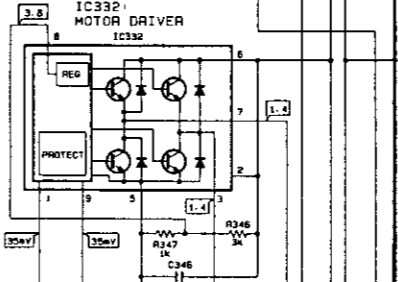 3.8
IC332
MOTOR DRIVER
IC332
8
6
REG
7
1.4
PROTECT
2
1 9 5 3
1.4
35mV
35mV
R347
1k
R346
3k
C346